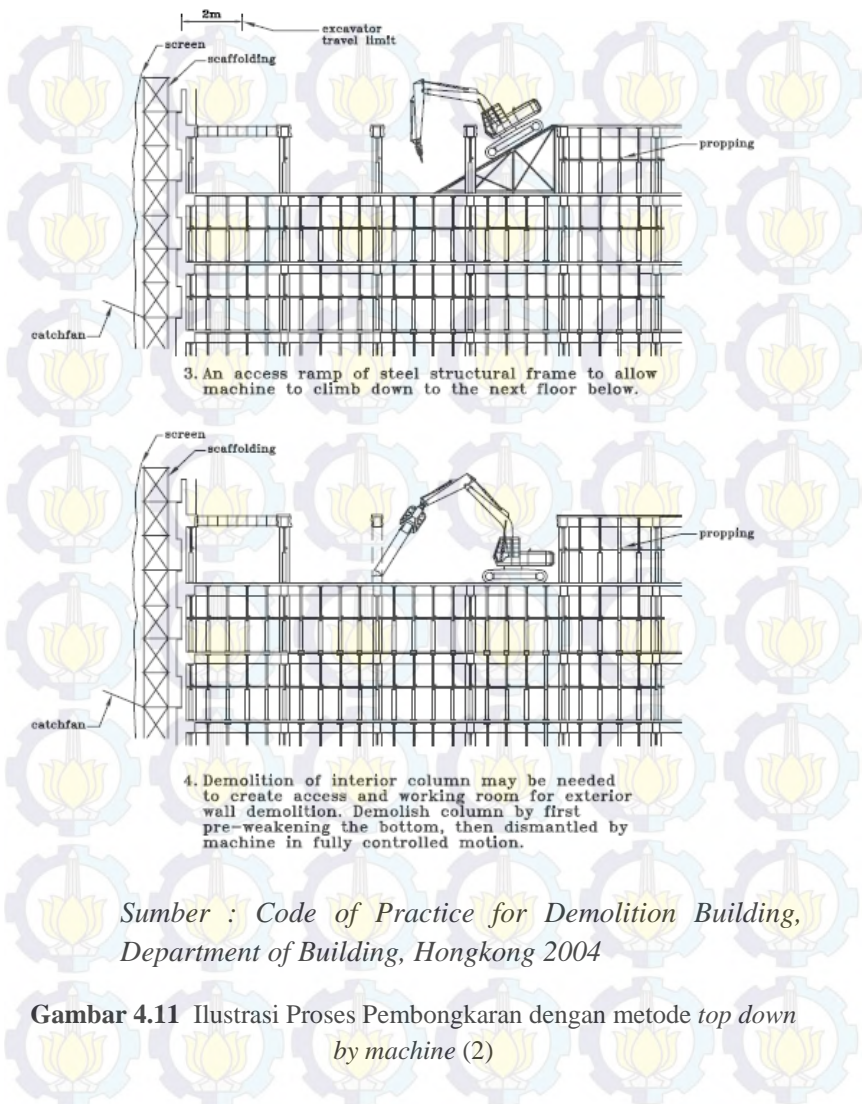 2m
excavator
travel limit
screen
scaffolding
propping
catchfan
3. An access ramp of steel structural frame to allow
machine to climb down to the next floor below.
screen
scaffolding
propping
catchfan
4. Demolition of interior column may be needed
to create access and working room for exterior
wall demolition. Demolish column by first
pre-weakening the bottom, then dismantled by
machine in fully controlled motion.
Sumber : Code of Practice for Demolition Building,
Department of Building, Hongkong 2004
Gambar 4.11 Ilustrasi Proses Pembongkaran dengan metode top down
by machine (2)